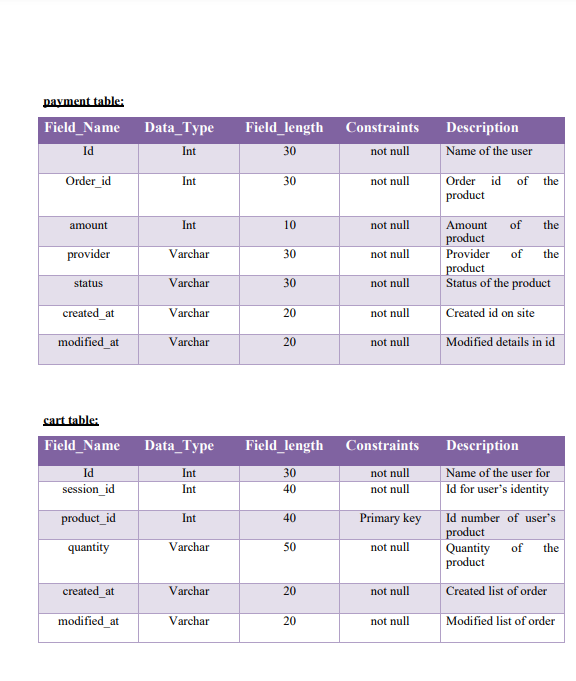 payment table:
Field_Name Data_Type Field_length Constraints Description
Id Int 30 not null Name of the user
Order_id Int 30 not null Order id of the
product
amount Int 10 not null Amount of the
product
provider Varchar 30 not null Provider of the
product
status Varchar 30 not null Status of the product
created_at Varchar 20 not null Created id on site
modified_at Varchar 20 not null Modified details in id
cart table:
Field_Name Data_Type Field_length Constraints Description
Id Int 30 not null Name of the user for
session_id Int 40 not null Id for user’s identity
product_id Int 40 Primary key Id number of user’s
product
quantity Varchar 50 not null Quantity of the
product
created_at Varchar 20 not null Created list of order
modified_at Varchar 20 not null Modified list of order